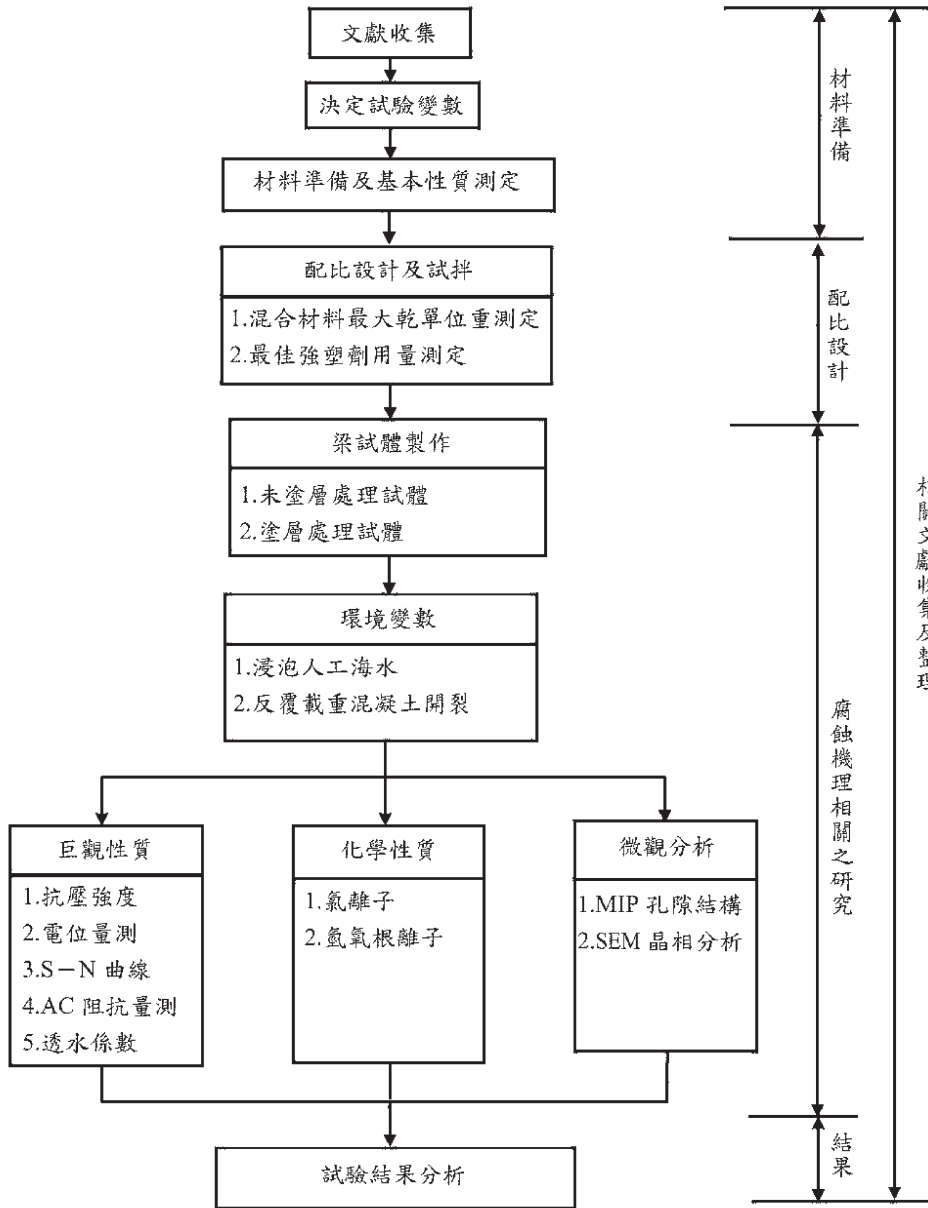 文獻收集
決定試驗變數
材料準備及基本性質測定
配比設計及試拌
1.混合材料最大乾單位重測定
2.最佳強塑劑用量測定
梁試體製作
1.未塗層處理試體
2.塗層處理試體
環境變數
1.浸泡人工海水
2.反覆載重混凝土開裂
巨觀性質
1.抗壓強度
2.電位量測
3.S－N 曲線
4.AC 阻抗量測
5.透水係數
化學性質
1.氯離子
2.氫氧根離子
微觀分析
1.MIP 孔隙結構
2.SEM 晶相分析
試驗結果分析
材料準備
配比設計
腐蝕機理相關之研究
結果
相關文獻收集及整理